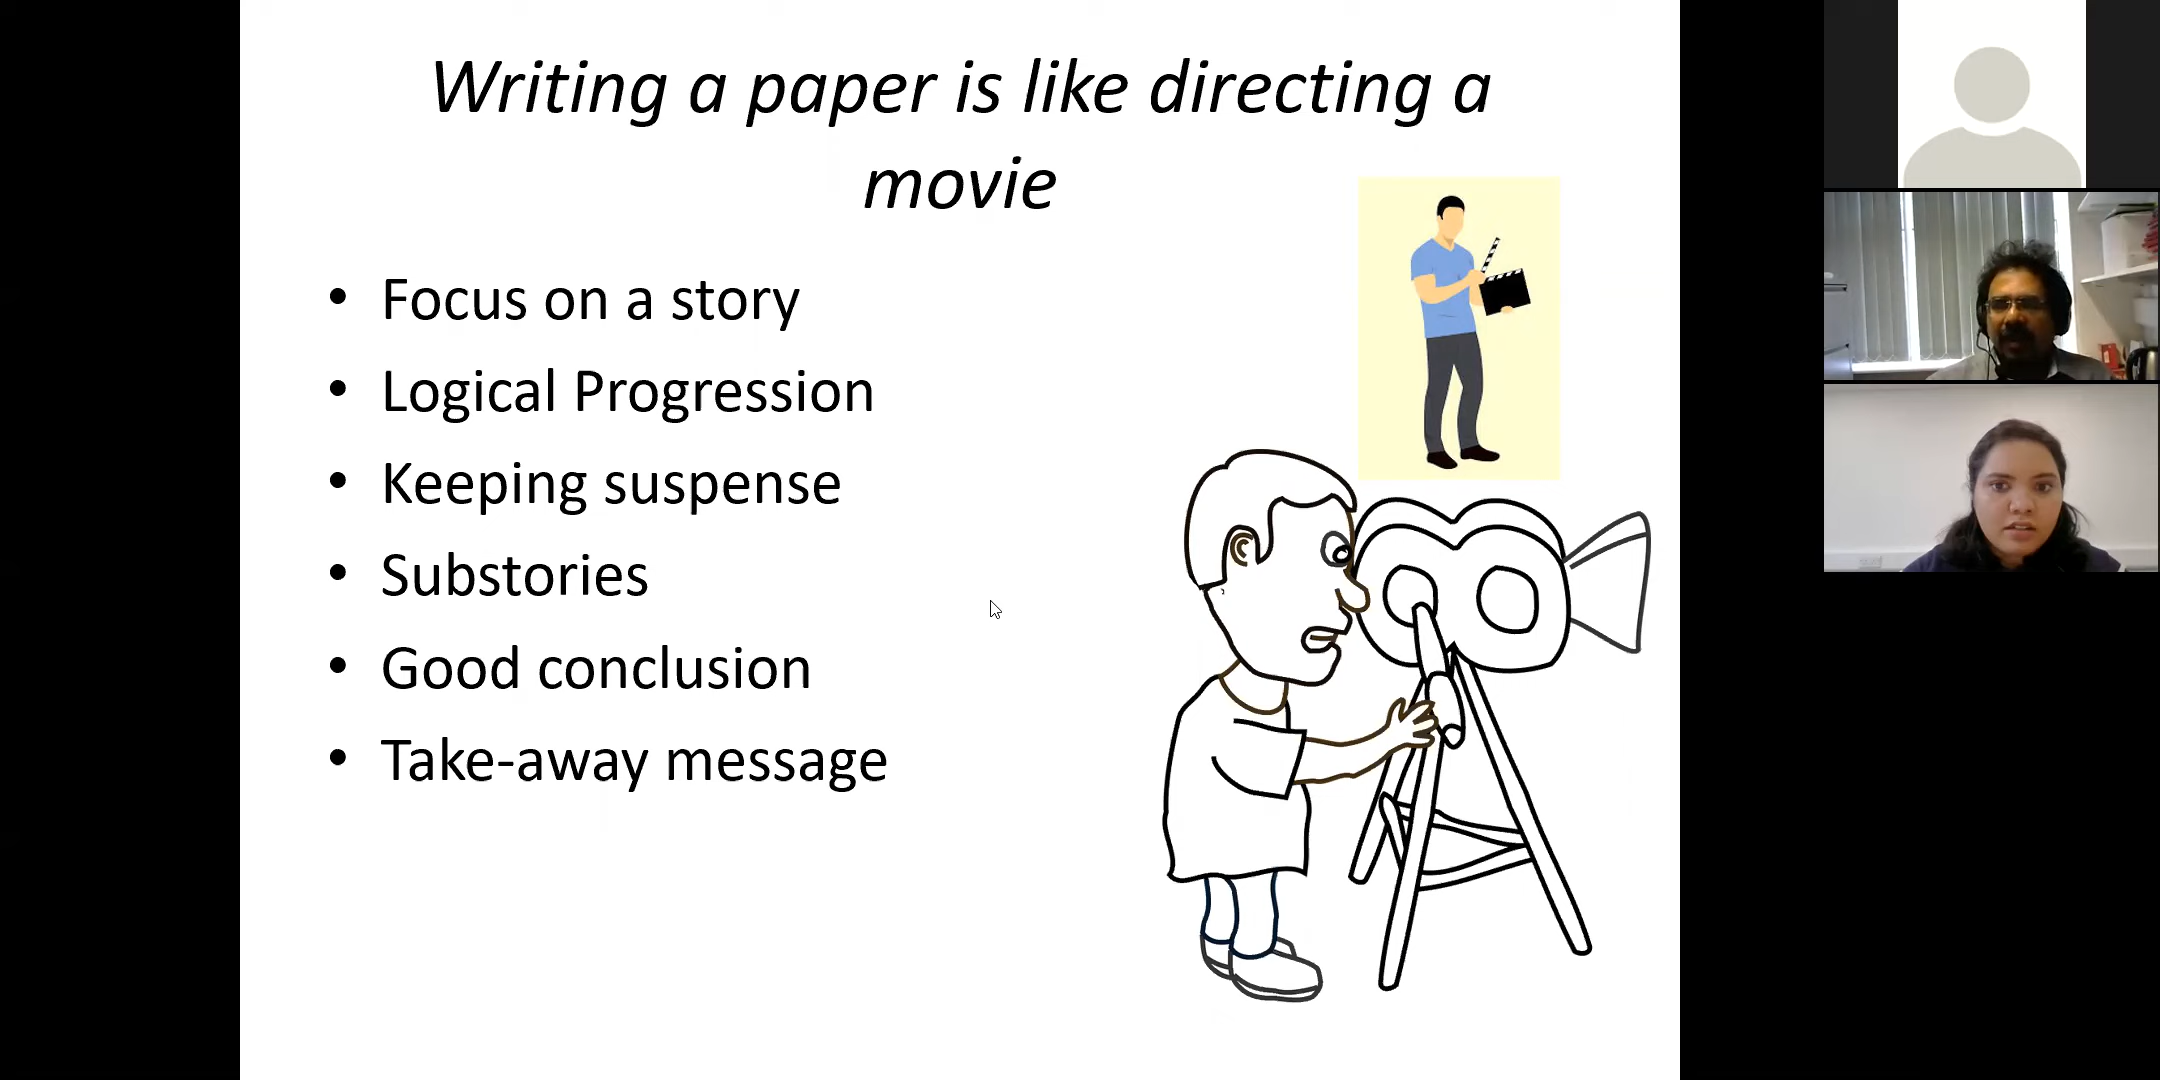 Writing a paper is like directing a
movie
• Focus on a story
• Logical Progression
• Keeping suspense
• Substories
• Good conclusion
• Take-away message